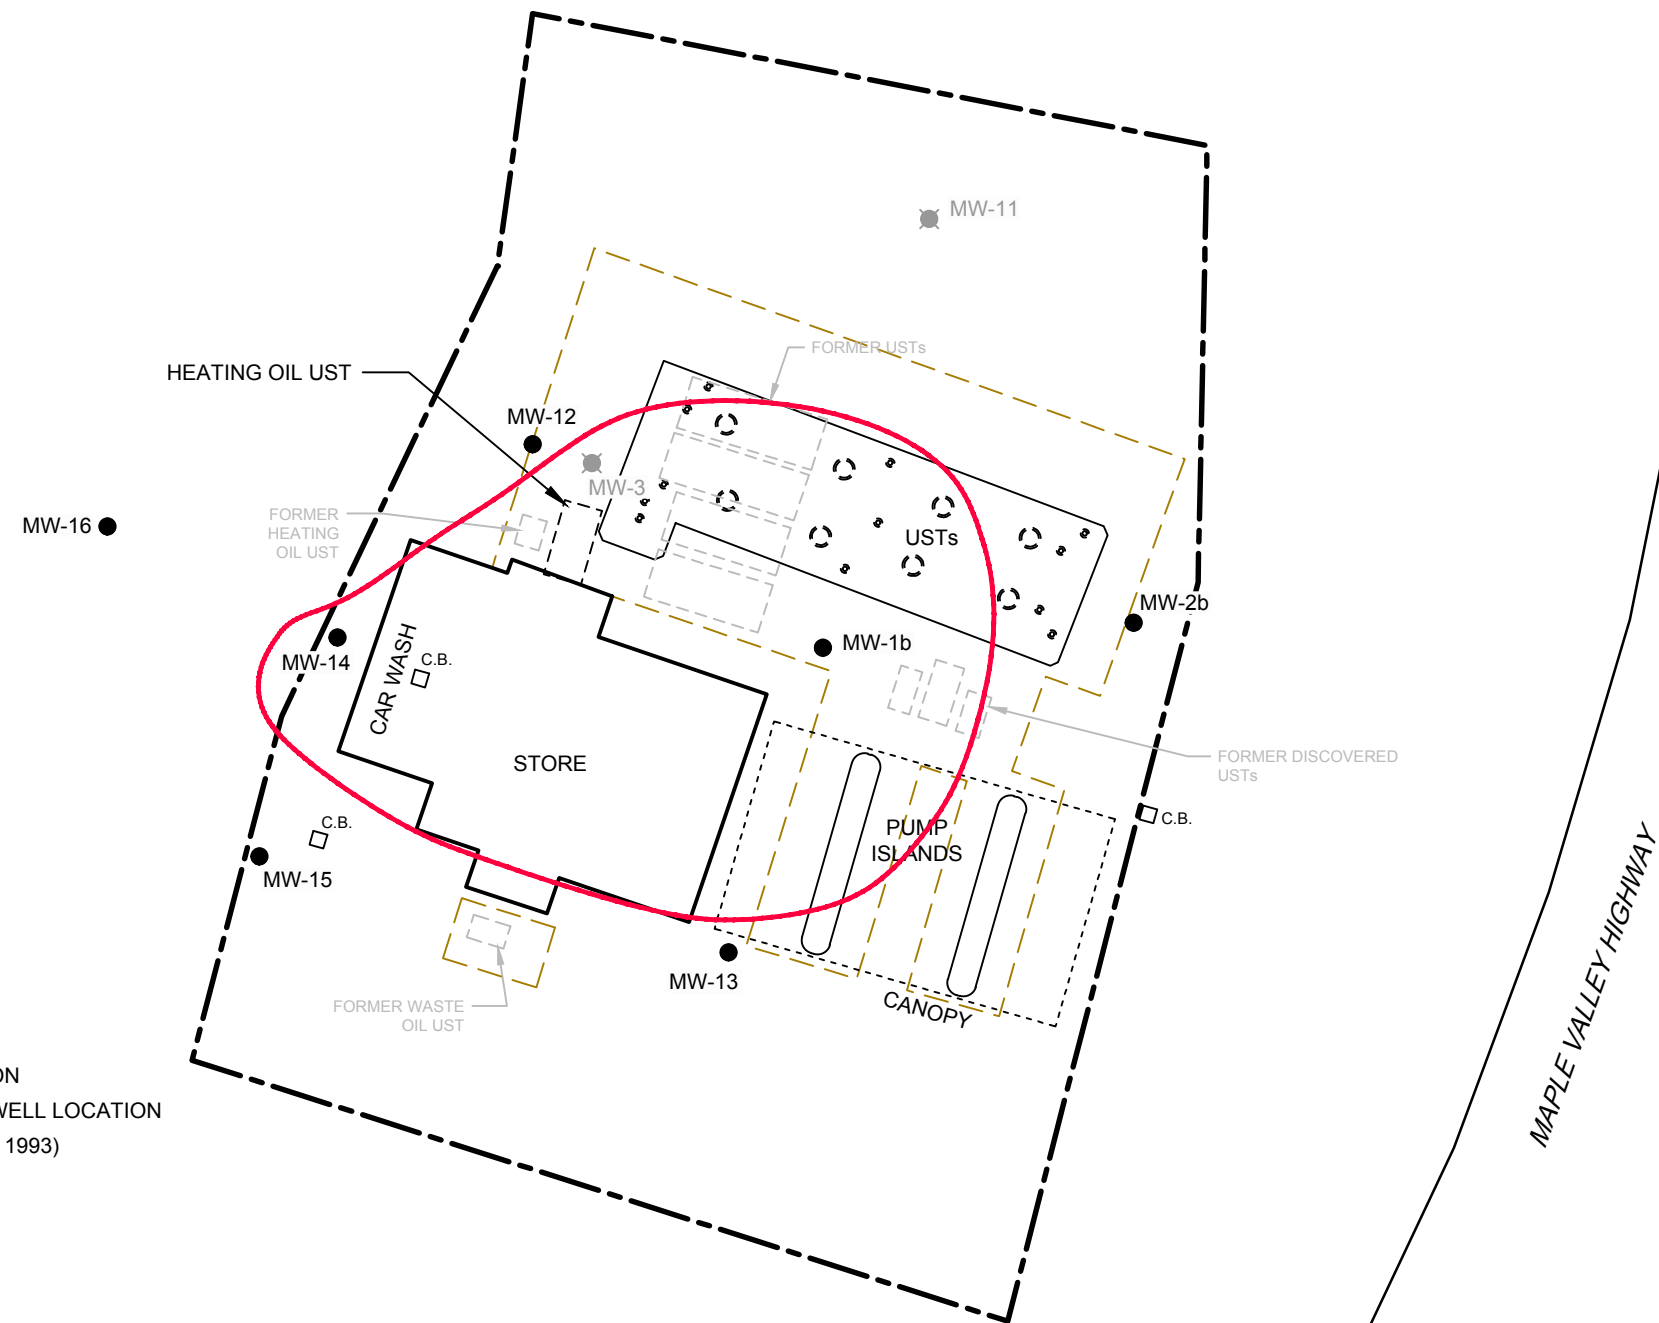 MW-11
FORMER USTs
HEATING OIL UST
MW-12
MW-3
MW-16
FORMER
HEATING
OIL UST
USTs
MW-2b
MW-1b
MW-14
C.B.
CAR WASH
STORE
FORMER DISCOVERED
USTs
C.B.
C.B.
PUMP
ISLANDS
MW-15
MW-13
CANOPY
FORMER WASTE
OIL UST
MAPLE VALLEY HIGHWAY
ON
WELL LOCATION
1993)